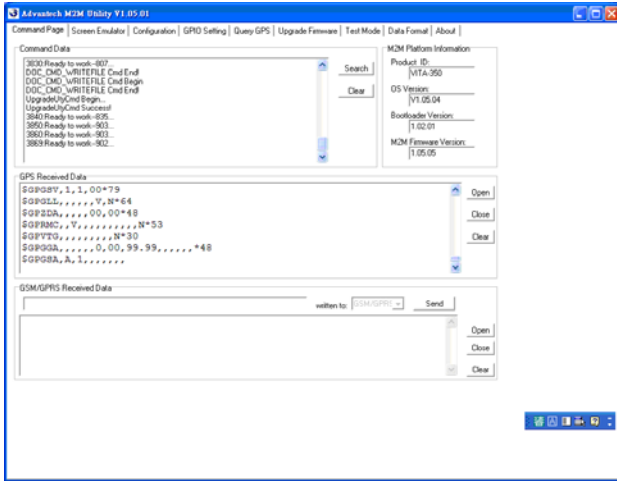 Advantech M2M Utility V1.05.01
Command Page | Screen Emulator | Configuration | GPIO Setting | Query GPS | Upgrade Firmware | Test Mode | Data Format | About
Command Data
3830:Ready to work--807...
DOC_CMD_WRITEFILE Cmd End!
DOC_CMD_WRITEFILE Cmd Begin
DOC_CMD_WRITEFILE Cmd End!
UpgradeUtyCmd Begin...
UpgradeUtyCmd Success!
3840:Ready to work--835...
3850:Ready to work--903...
3860:Ready to work--903...
3869:Ready to work--902...
Search
Clear
M2M Platform Information
Product ID:
VITA-350
OS Version:
V1.05.04
Bootloader Version:
1.02.01
M2M Firmware Version:
1.05.05
GPS Received Data
$GPGSV,1,1,00*79
$GPGLL,,,,,,V,N*64
$GPZDA,,,,,00,00*48
$GPRMC,,V,,,,,,,,,,N*53
$GPVTG,,,,,,,,,N*30
$GPGGA,,,,,,0,00,99.99,,,,,,*48
$GPGSA,A,1,,,,,,,
Open
Close
Clear
GSM/GPRS Received Data
written to: GSM/GPRS
Send
Open
Close
Clear